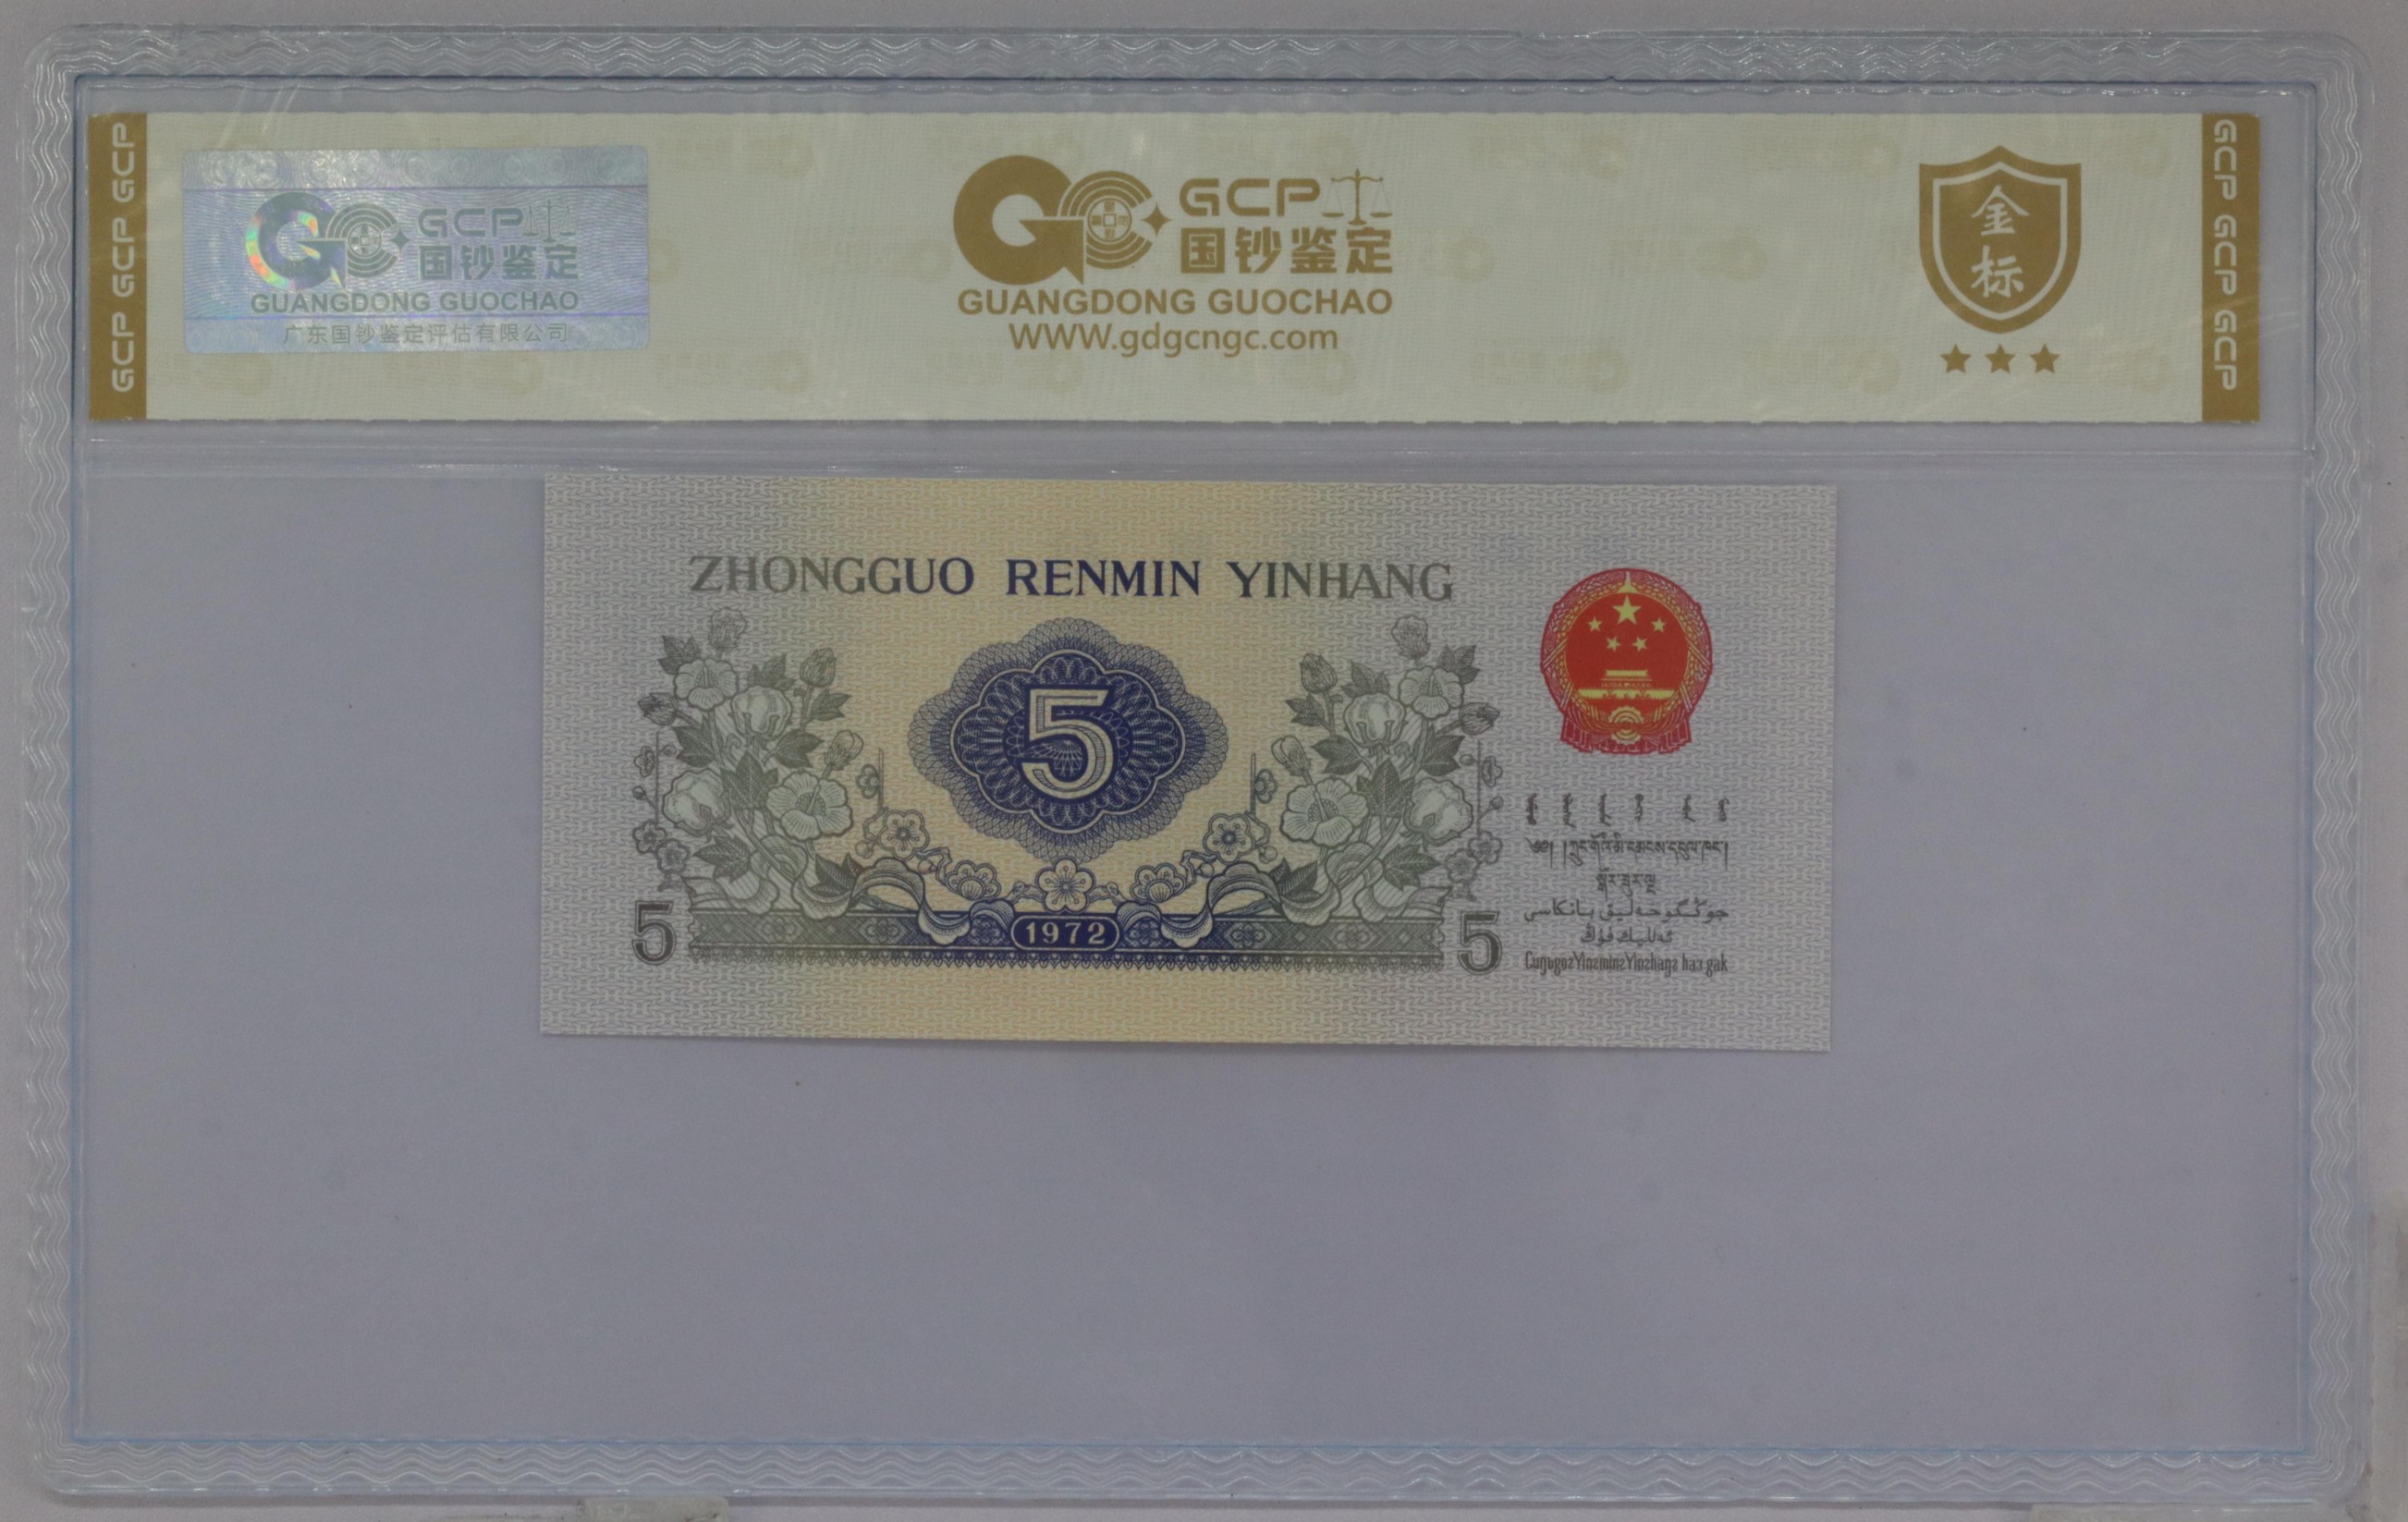 GCP GCP GCP
GCP
国钞鉴定
GUANGDONG GUOCHAO
广东国钞鉴定评估有限公司
GCP
国钞鉴定
GUANGDONG GUOCHAO
WWW.gdgcngc.com
金
标
GCP GCP GCP
ZHONGGUO RENMIN YINHANG
5
1972
5
5
جۇڭگوحەلىق بانكاسى